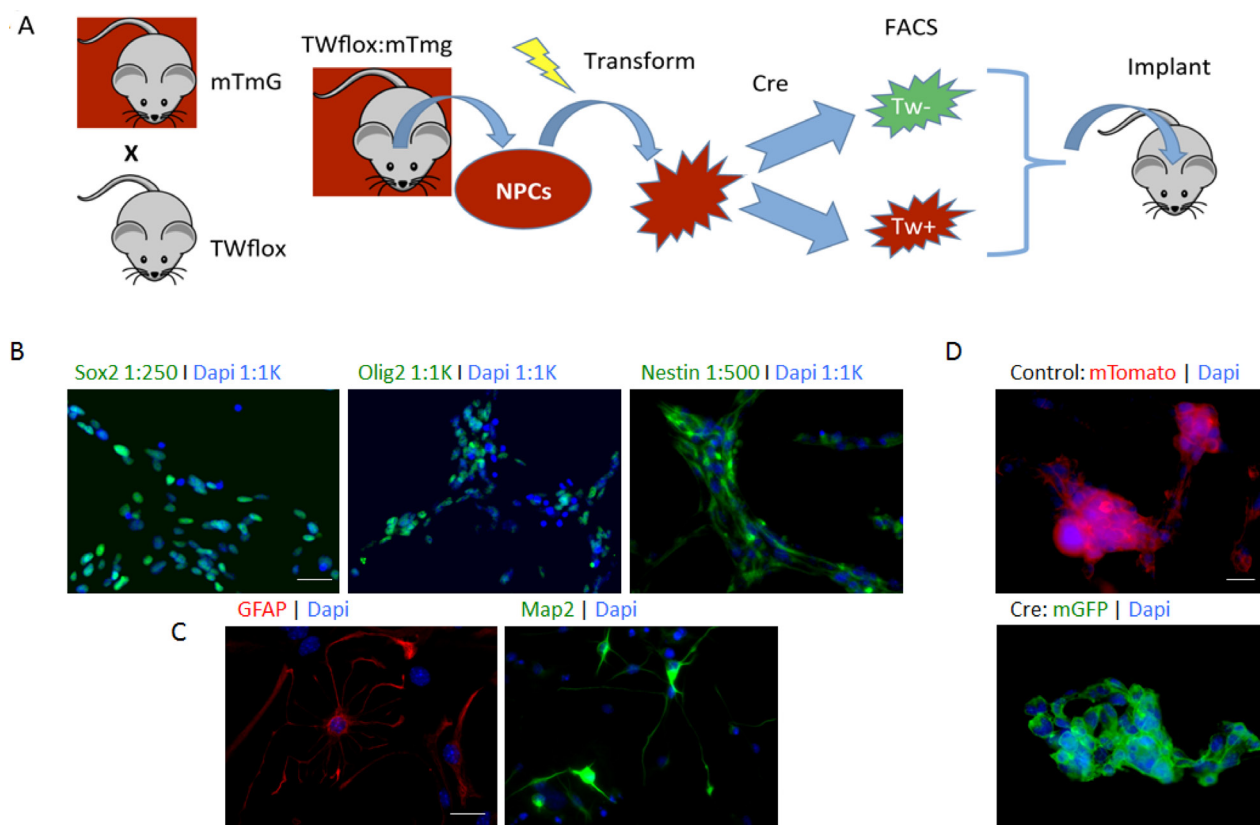 A
mTmG
X
TWflox
TWflox:mTmg
NPCs
Transform
Cre
FACS
Tw-
Tw+
Implant
B
Sox2 1:250 I Dapi 1:1K
Olig2 1:1K I Dapi 1:1K
Nestin 1:500 I Dapi 1:1K
C
GFAP | Dapi
Map2 | Dapi
D
Control: mTomato | Dapi
Cre: mGFP | Dapi